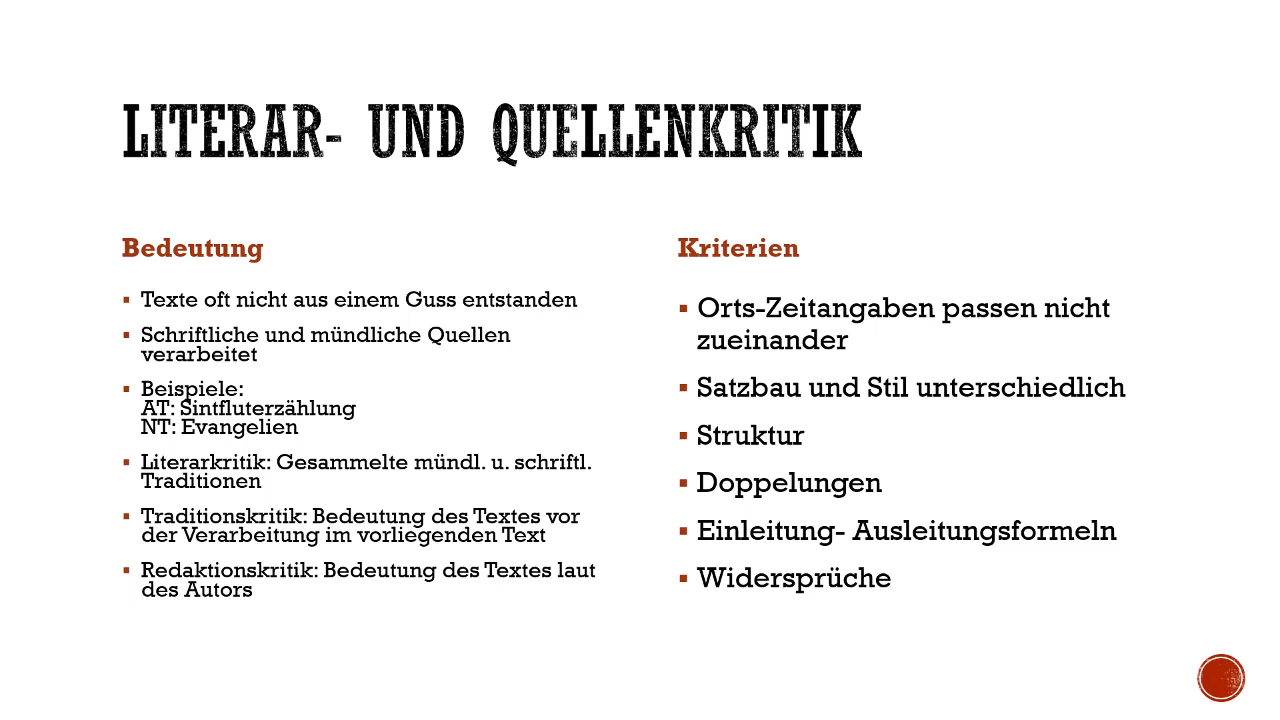 LITERAR- UND QUELLENKRITIK
Bedeutung
Texte oft nicht aus einem Guss entstanden
Schriftliche und mündliche Quellen
verarbeitet
Beispiele:
AT: Sintfluterzählung
NT: Evangelien
Literarkritik: Gesammelte mündl. u. schriftl.
Traditionen
Traditionskritik: Bedeutung des Textes vor
der Verarbeitung im vorliegenden Text
Redaktionskritik: Bedeutung des Textes laut
des Autors
Kriterien
Orts-Zeitangaben passen nicht
zueinander
Satzbau und Stil unterschiedlich
Struktur
Doppelungen
Einleitung- Ausleitungsformeln
Widersprüche